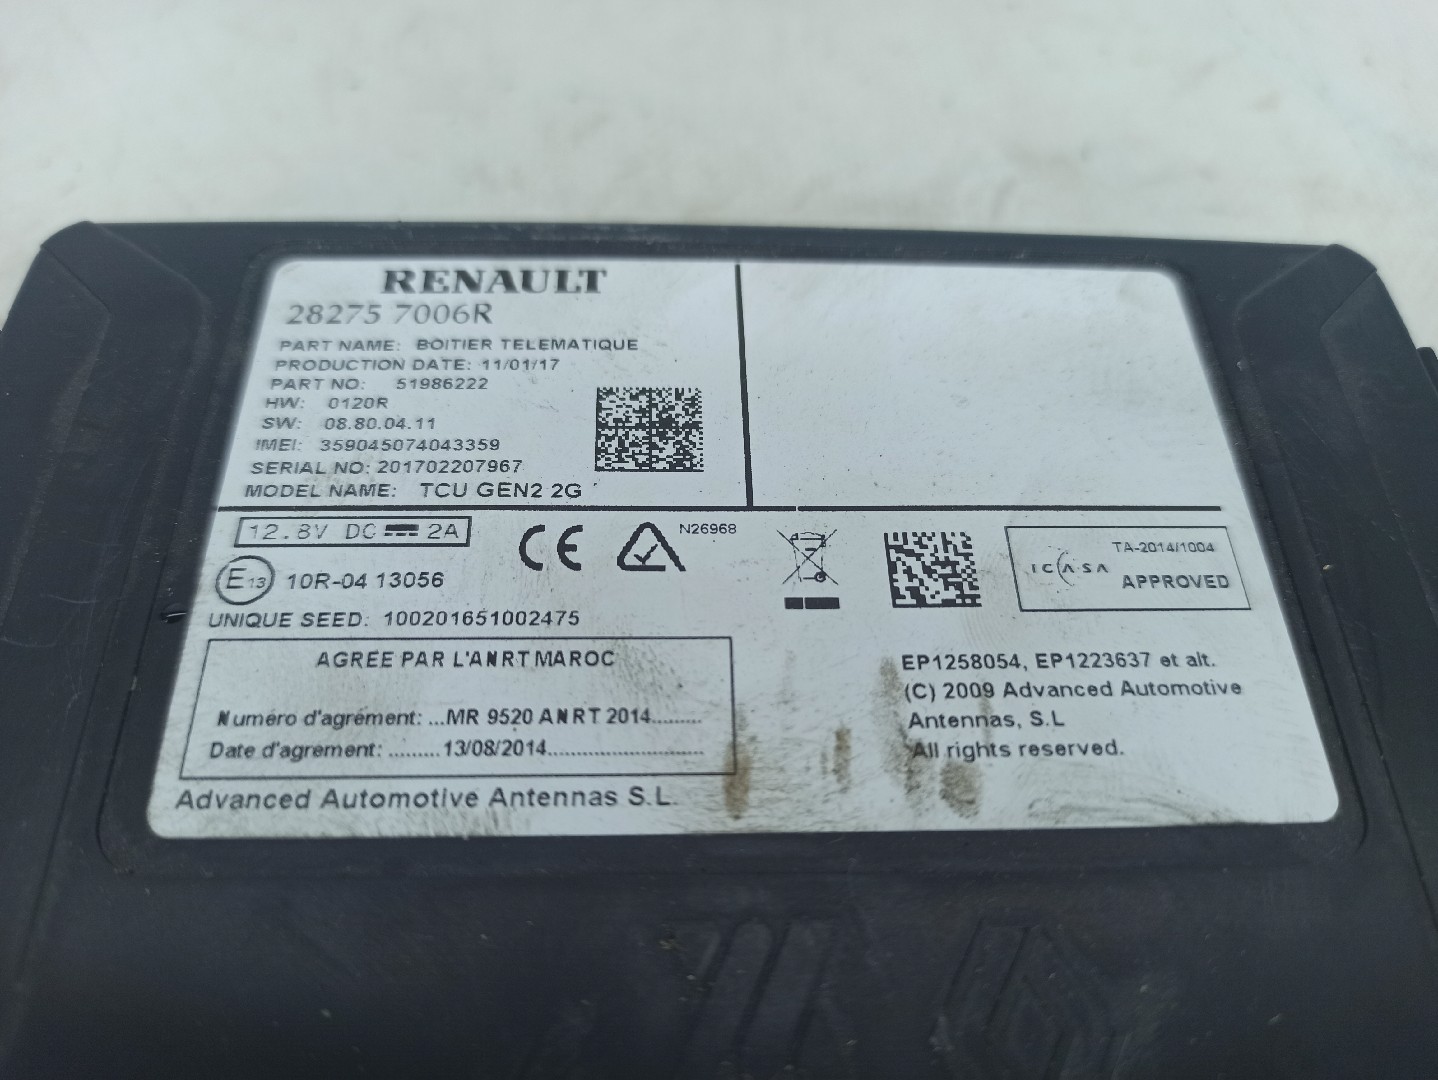 RENAULT
28275 7006R
PART NAME: BOITIER TELEMATIQUE
PRODUCTION DATE: 11/01/17
PART NO: 51986222
HW: 0120R
SW: 08.80.04.11
IMEI: 359045074043359
SERIAL NO: 201702207967
MODEL NAME: TCU GEN2 2G
12.8V DC 2A
CE
N26968
E13 10R-04 13056
UNIQUE SEED: 100201651002475
ICASA
TA-2014/1004
APPROVED
AGREE PAR L'ANRT MAROC
Numéro d'agrément: ...MR 9520 ANRT 2014.........
Date d'agrement: .........13/08/2014...........................
Advanced Automotive Antennas S.L.
EP1258054, EP1223637 et alt.
(C) 2009 Advanced Automotive
Antennas, S.L
All rights reserved.